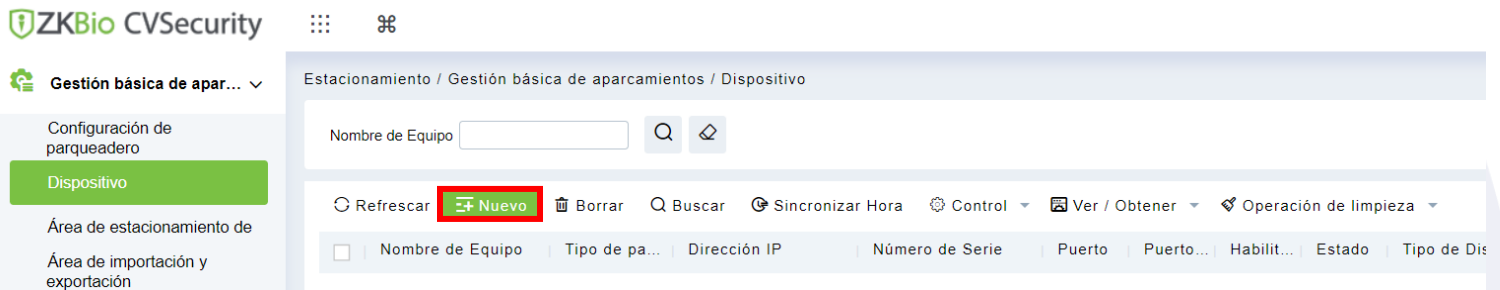 ZKBio CVSecurity
Gestión básica de apar...
Estacionamiento / Gestión básica de aparcamientos / Dispositivo
Configuración de
parqueadero
Nombre de Equipo
Dispositivo
Refrescar Nuevo Borrar Buscar Sincronizar Hora Control Ver / Obtener Operación de limpieza
Área de estacionamiento de
Nombre de Equipo Tipo de pa... Dirección IP Número de Serie Puerto Puerto... Habilit... Estado Tipo de Dis
Área de importación y
exportación